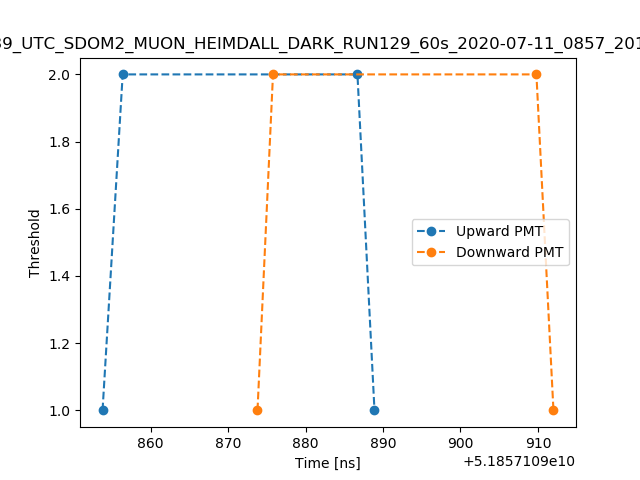 39_UTC_SDOM2_MUON_HEIMDALL_DARK_RUN129_60s_2020-07-11_0857_201
2.0
1.8
1.6
1.4
1.2
1.0
Threshold
Upward PMT
Downward PMT
860 870 880 890 900 910
Time [ns]
+5.1857109e10